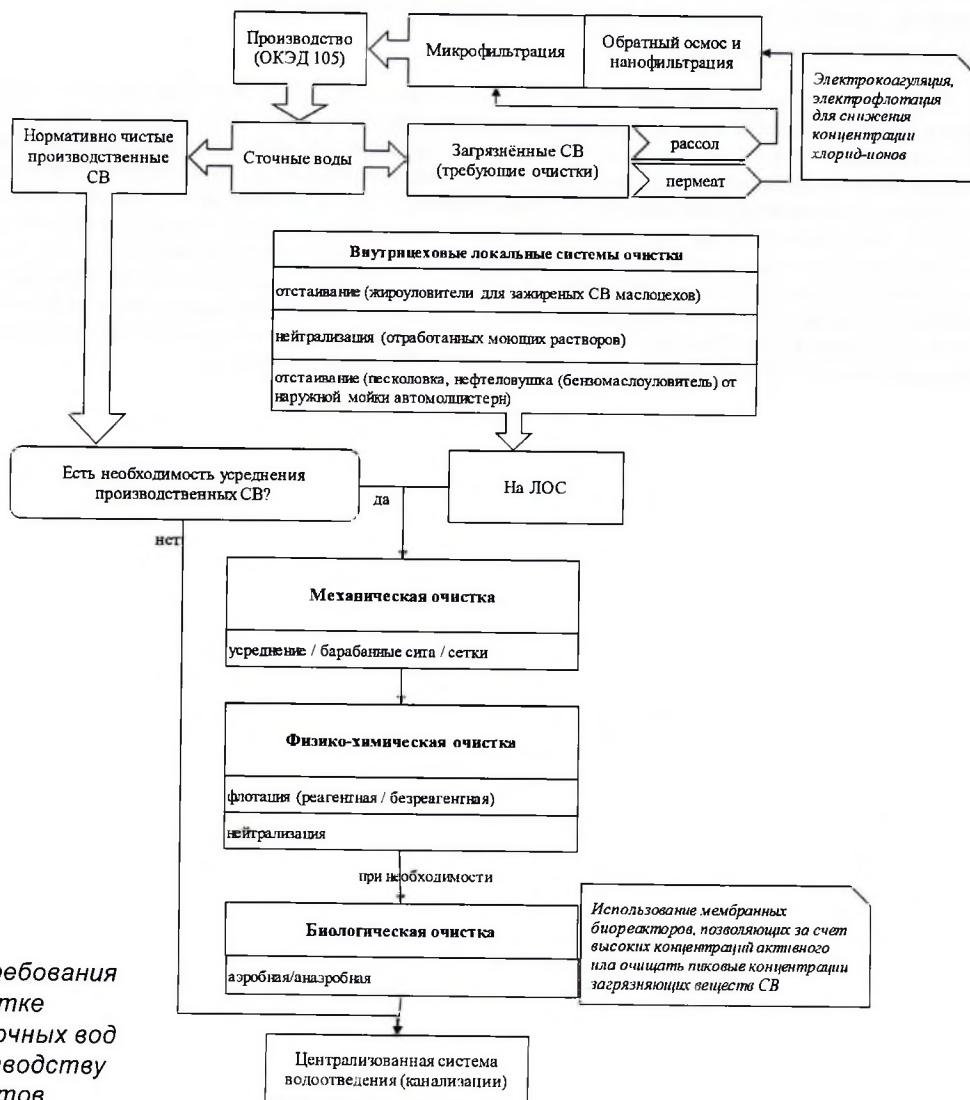 Производство
(ОКЭД 105)
Микрофильтрация
Обратный осмос и
нанофильтрация
Электрокоагуляция,
электрофлотация
для снижения
концентрации
хлорид-ионов
Нормативно чистые
производственные
СВ
Сточные воды
Загрязнённые СВ
(требующие очистки)
рассол
пермеат
Внутрицеховые локальные системы очистки
отстаивание (жироуловители для зажиреных СВ маслоцехов)
нейтрализация (отработанных моющих растворов)
отстаивание (песколовка, нефтеловушка (бензомаслоуловитель) от
наружной мойки автомолцистерн)
Есть необходимость усреднения
производственных СВ?
да
На ЛОС
нет
Механическая очистка
усреднение / барабанные сита / сетки
Физико-химическая очистка
флотация (реагентная / безреагентная)
нейтрализация
при необходимости
Биологическая очистка
аэробная/анаэробная
Использование мембранных
биореакторов, позволяющих за счет
высоких концентраций активного
ила очищать пиковые концентрации
загрязняющих веществ СВ
Централизованная система
водоотведения (канализации)